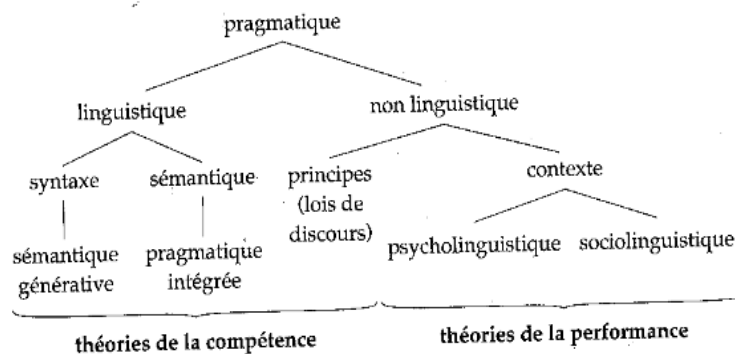 pragmatique
linguistique
non linguistique
syntaxe
sémantique
principes
(lois de
discours)
contexte
sémantique
générative
pragmatique
intégrée
psycholinguistique
sociolinguistique
théories de la compétence
théories de la performance